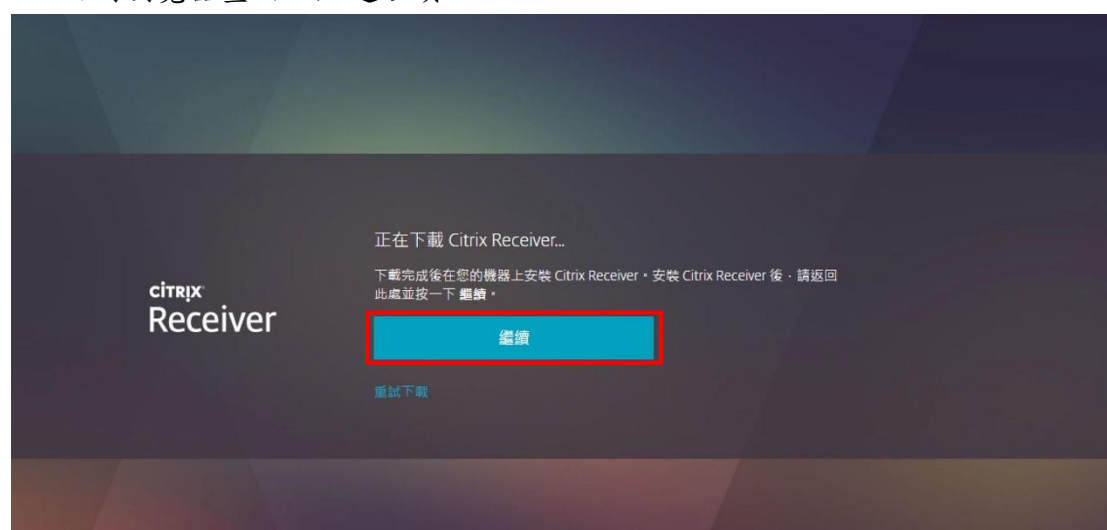 正在下載 Citrix Receiver...
下載完成後在您的機器上安裝 Citrix Receiver。安裝 Citrix Receiver 後，請返回
此處並按一下 繼續。
CİTRIX
Receiver
繼續
重試下載